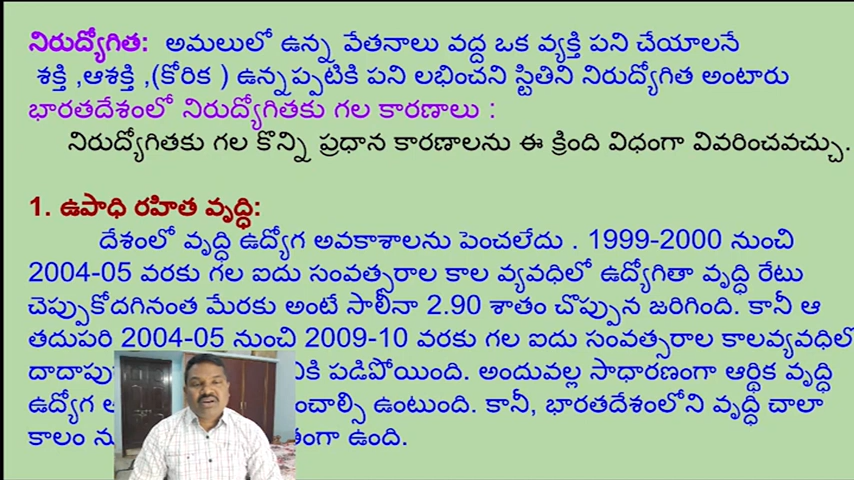 నిరుద్యోగిత: అమలులో ఉన్న వేతనాలు వద్ద ఒక వ్యక్తి పని చేయాలనే
శక్తి ,ఆశక్తి ,(కోరిక ) ఉన్నప్పటికి పని లభించని స్టితిని నిరుద్యోగిత అంటారు
భారతదేశంలో నిరుద్యోగితకు గల కారణాలు :
నిరుద్యోగితకు గల కొన్ని ప్రధాన కారణాలను ఈ క్రింది విధంగా వివరించవచ్చు.
1. ఉపాధి రహిత వృద్ధి:
దేశంలో వృద్ధి ఉద్యోగ అవకాశాలను పెంచలేదు . 1999-2000 నుంచి
2004-05 వరకు గల ఐదు సంవత్సరాల కాల వ్యవధిలో ఉద్యోగితా వృద్ధి రేటు
చెప్పుకోదగినంత మేరకు అంటే సాలీనా 2.90 శాతం చొప్పున జరిగింది. కానీ ఆ
తదుపరి 2004-05 నుంచి 2009-10 వరకు గల ఐదు సంవత్సరాల కాలవ్యవధిలో
పడిపోయింది. అందువల్ల సాధారణంగా ఆర్థిక వృద్ధి
ఉద్యోగ ఉంటుంది. కానీ, భారతదేశంలోని వృద్ధి చాలా
కాలం ఉంది.